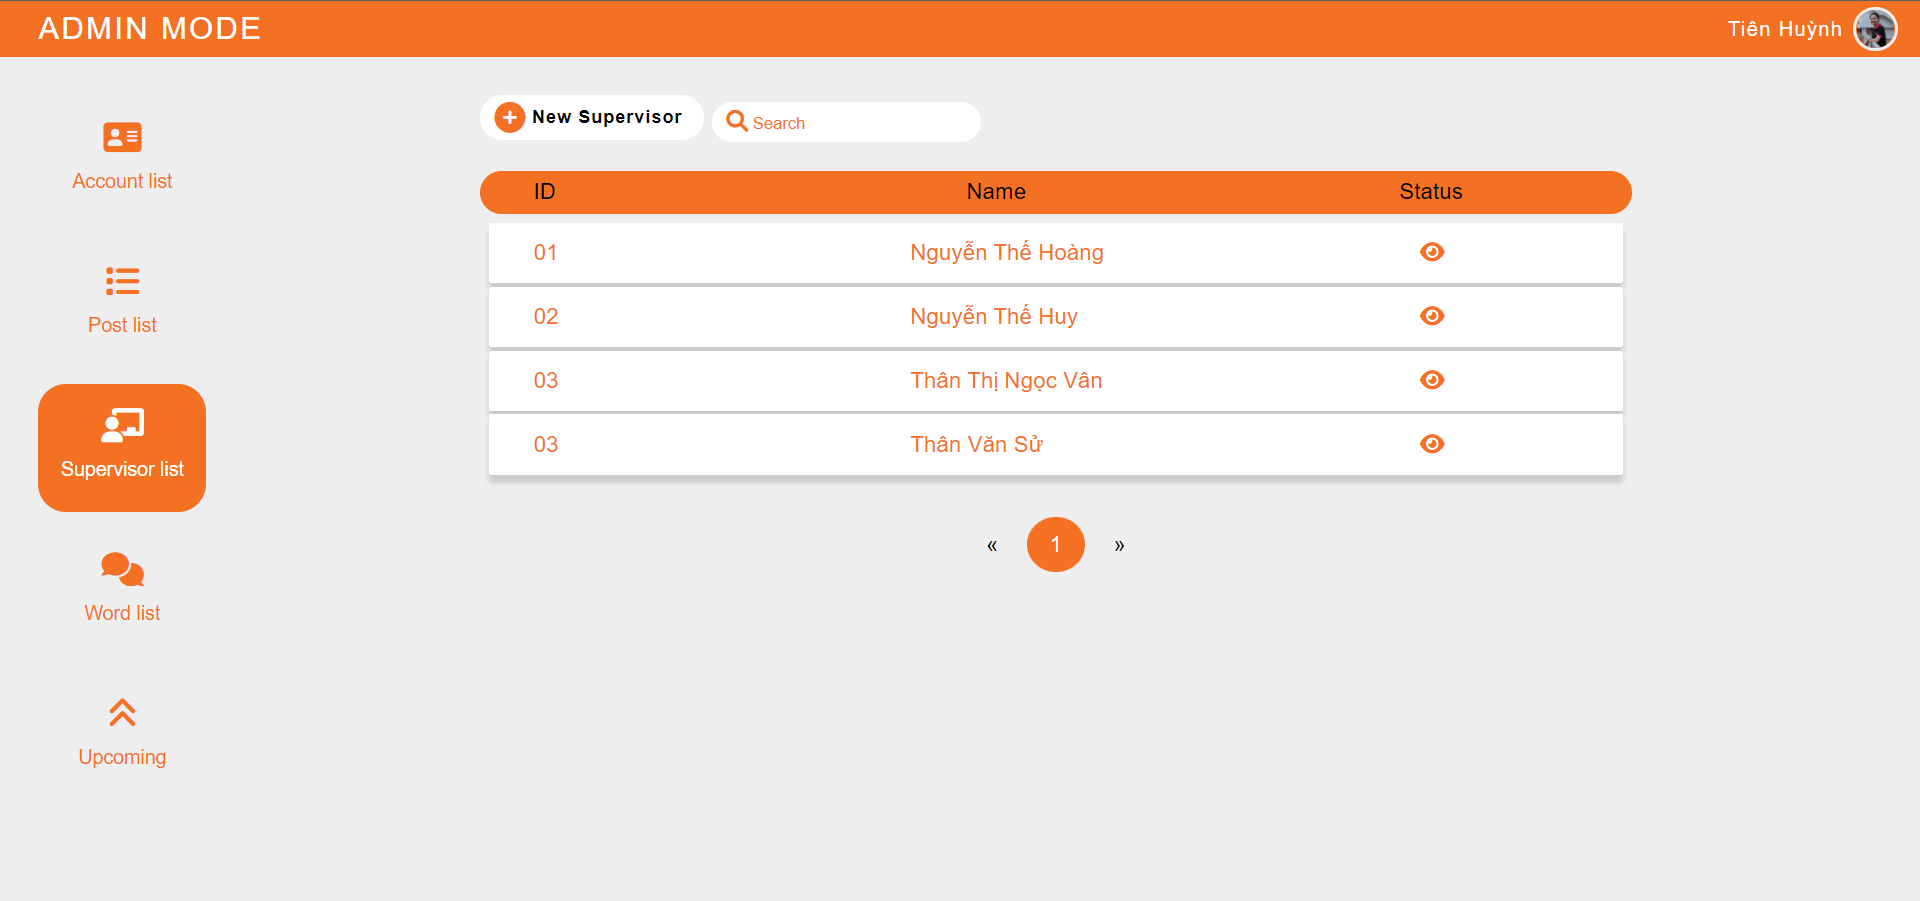 ADMIN MODE
Tiên Huỳnh
Account list
Post list
Supervisor list
Word list
Upcoming
New Supervisor
Search
ID Name Status
01 Nguyễn Thế Hoàng
02 Nguyễn Thế Huy
03 Thân Thị Ngọc Vân
03 Thân Văn Sử
« 1 »